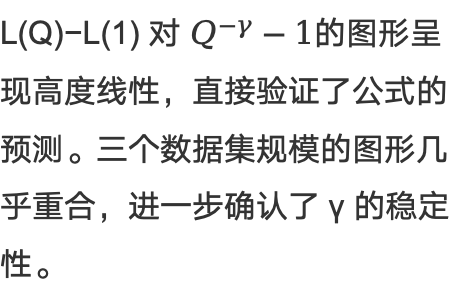 L(Q)−L(1) 对 Q^{−γ} − 1的图形呈
现高度线性，直接验证了公式的
预测。三个数据集规模的图形几
乎重合，进一步确认了 γ 的稳定
性。